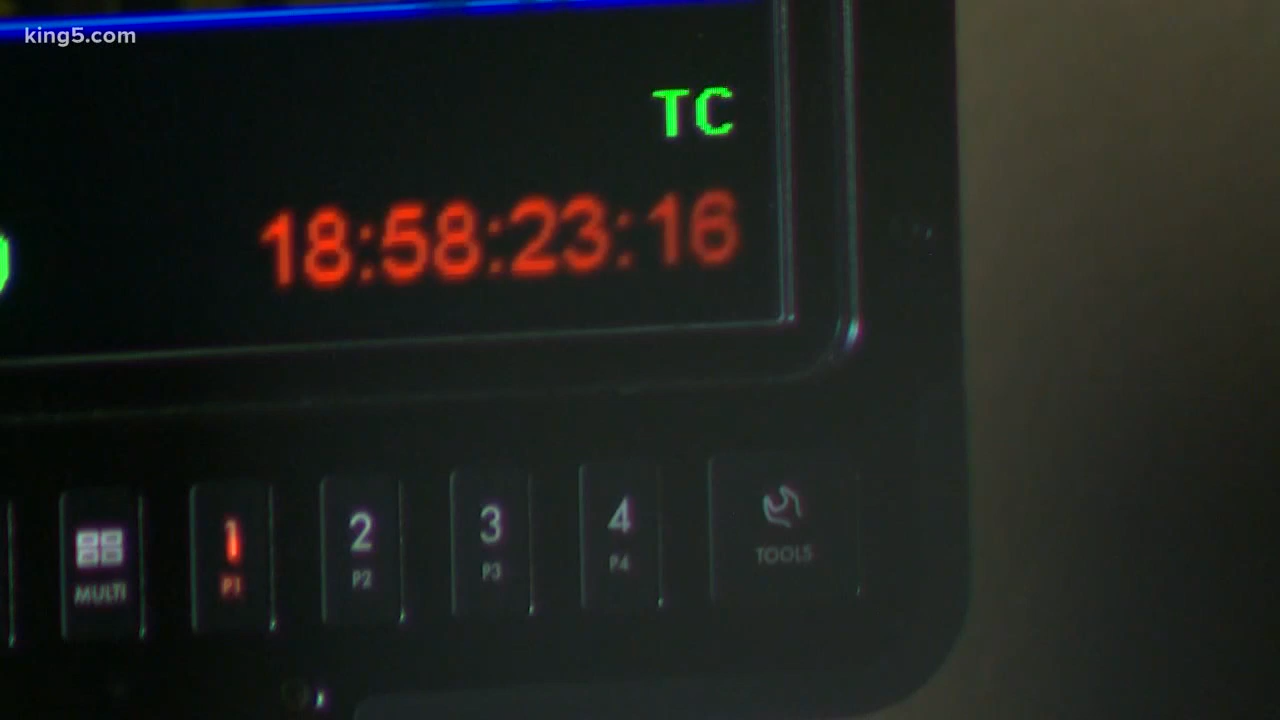 king5.com
TC
18:58:23:16
MULTI
1
P1
2
P2
3
P3
4
P4
TOOLS